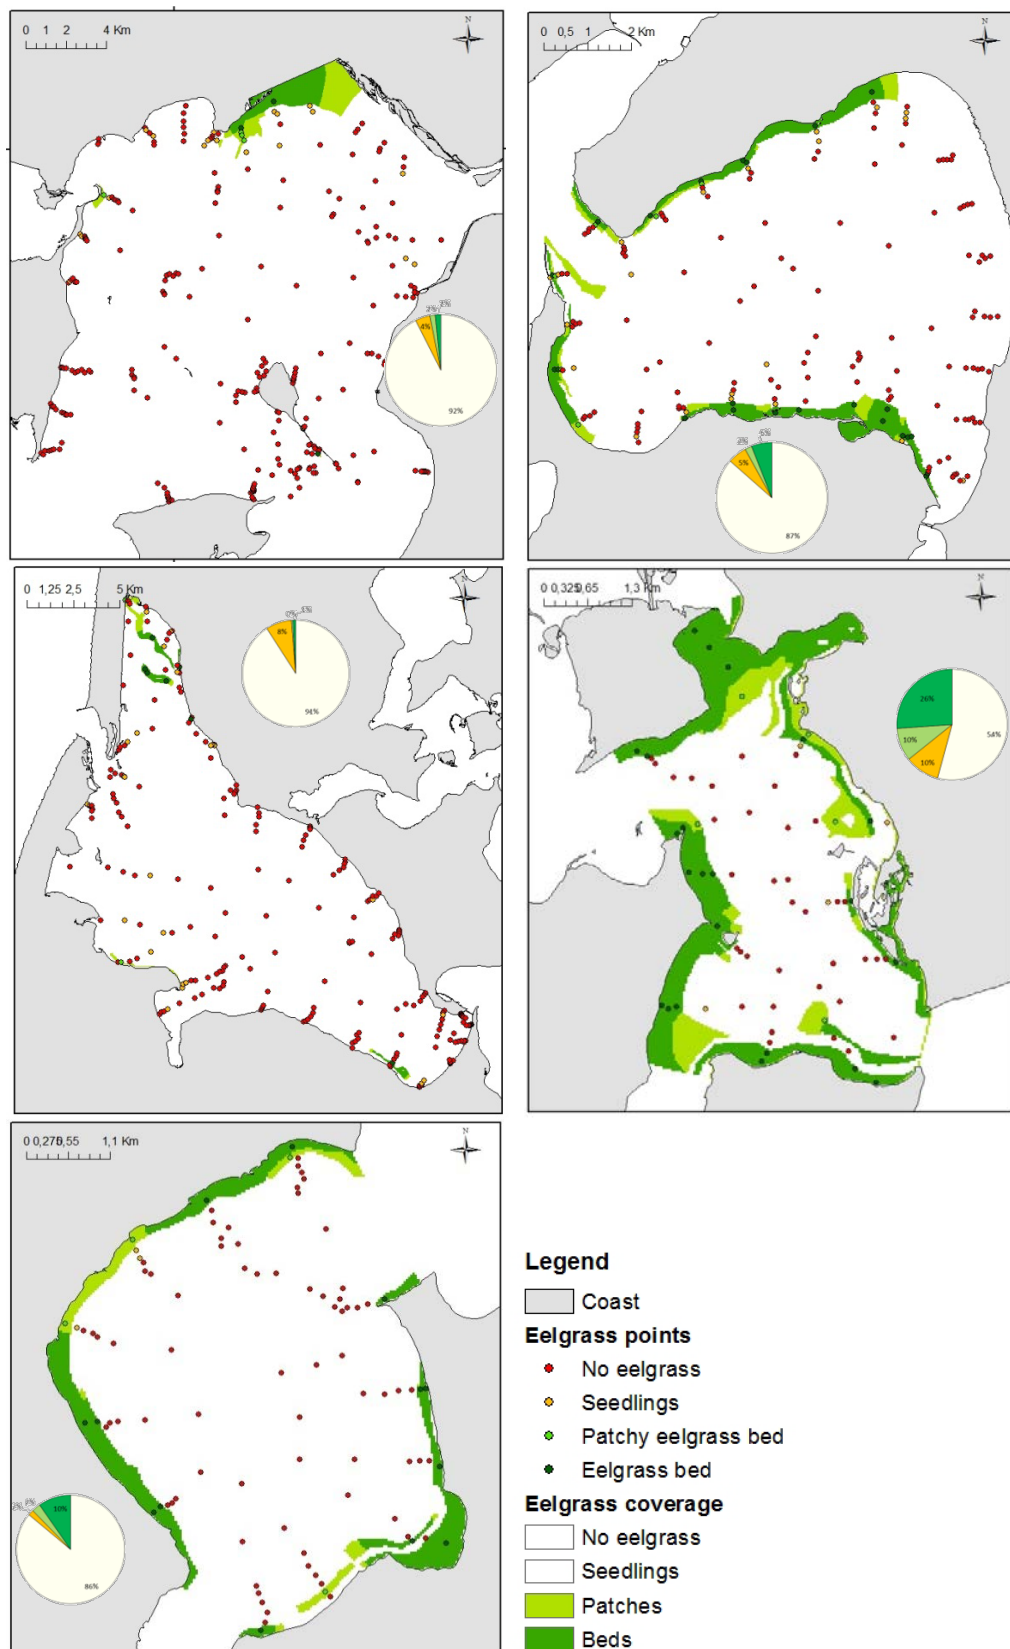 N
0 1 2 4 Km
4%
92%
N
0 0,5 1 2 Km
5%
87%
N
0 1,25 2,5 5 Km
8%
91%
N
0 0,325 0,65 1,3 Km
26%
54%
10%
10%
N
0 0,275 0,55 1,1 Km
10%
86%
Legend
Coast
Eelgrass points
No eelgrass
Seedlings
Patchy eelgrass bed
Eelgrass bed
Eelgrass coverage
No eelgrass
Seedlings
Patches
Beds